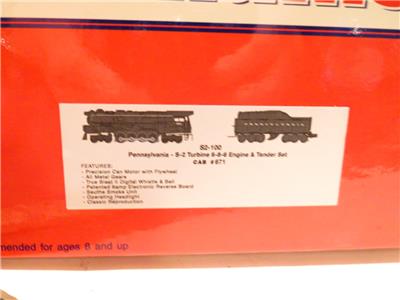 S2-100
Pennsylvania - S-2 Turbine 6-8-6 Engine & Tender Set
CAB # 671
FEATURES:
- Precision Can Motor with Flywheel
- All Metal Gears
- True Blast II Digital Whistle & Bell
- Patented Ramp Electronic Reverse Board
- Seuthe Smoke Unit
- Operating Headlight
- Classic Reproduction
mended for ages 8 and up